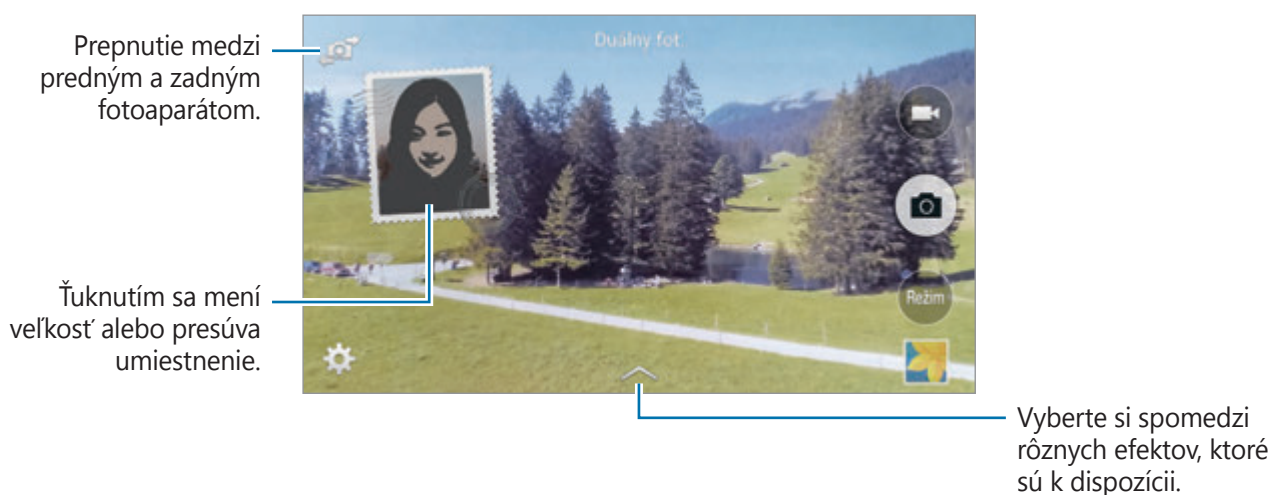 Prepnutie medzi
predným a zadným
fotoaparátom.
Duálny fot.
Režim
Ťuknutím sa mení
veľkosť alebo presúva
umiestnenie.
Vyberte si spomedzi
rôznych efektov, ktoré
sú k dispozícii.